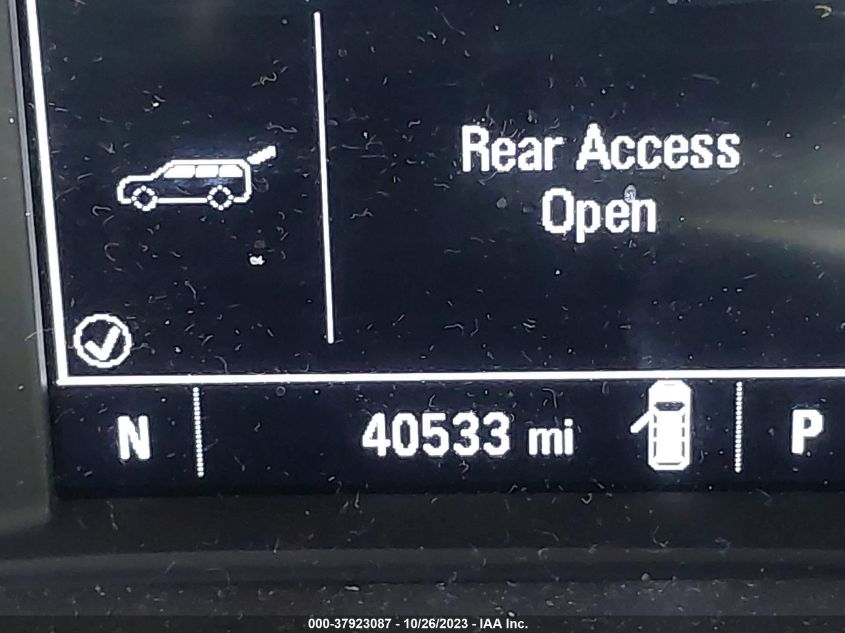 Rear Access
Open
N
40533 mi
P
000-37923087 - 10/26/2023 - IAA Inc.